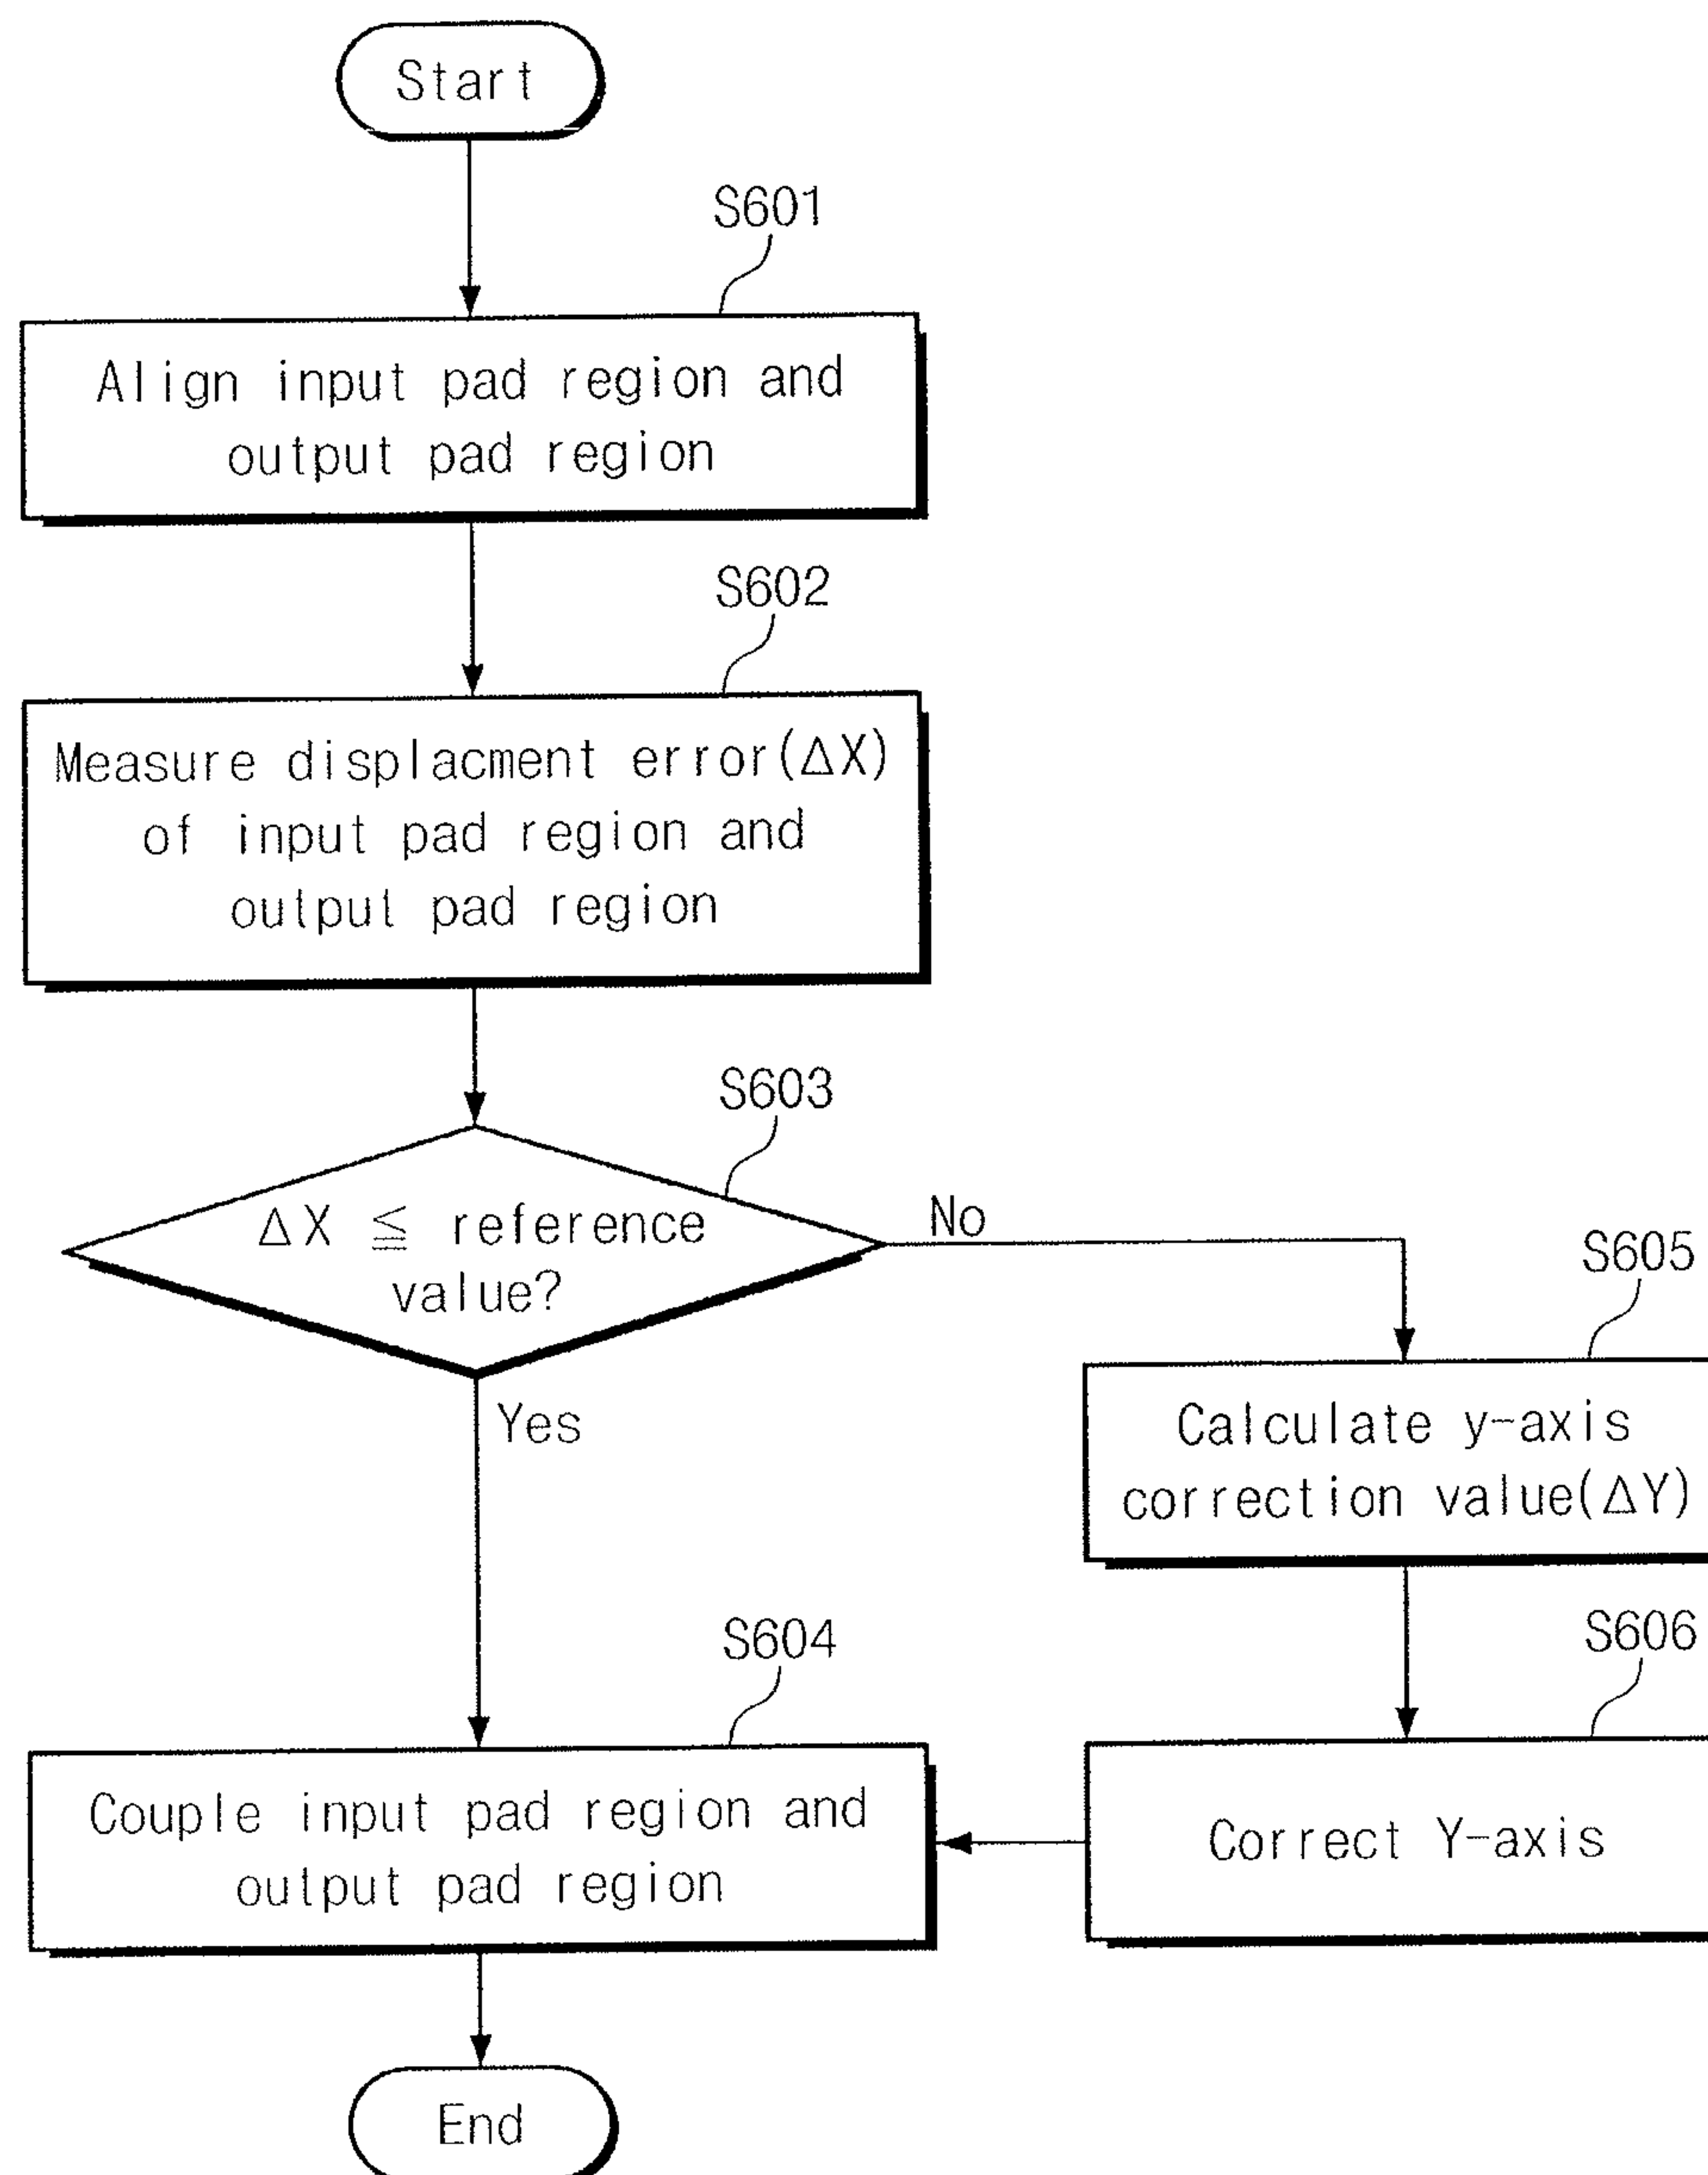 Start
S601
Align input pad region and
output pad region
S602
Measure displacment error(ΔX)
of input pad region and
output pad region
S603
ΔX ≦ reference
value?
No
Yes
S605
Calculate y-axis
correction value(ΔY)
S606
Correct Y-axis
S604
Couple input pad region and
output pad region
End